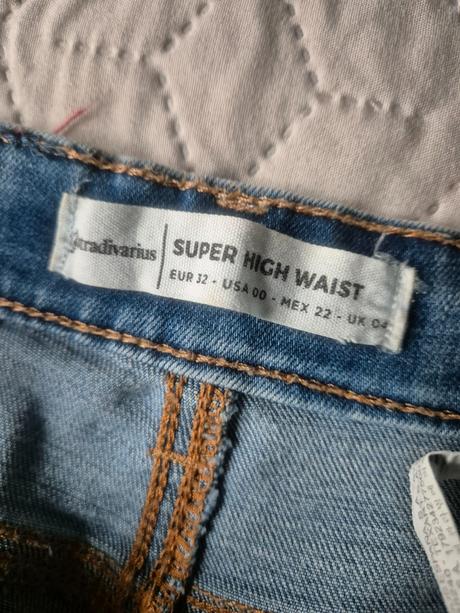 Stradivarius
SUPER HIGH WAIST
EUR 32 - USA 00 - MEX 22 - UK 04